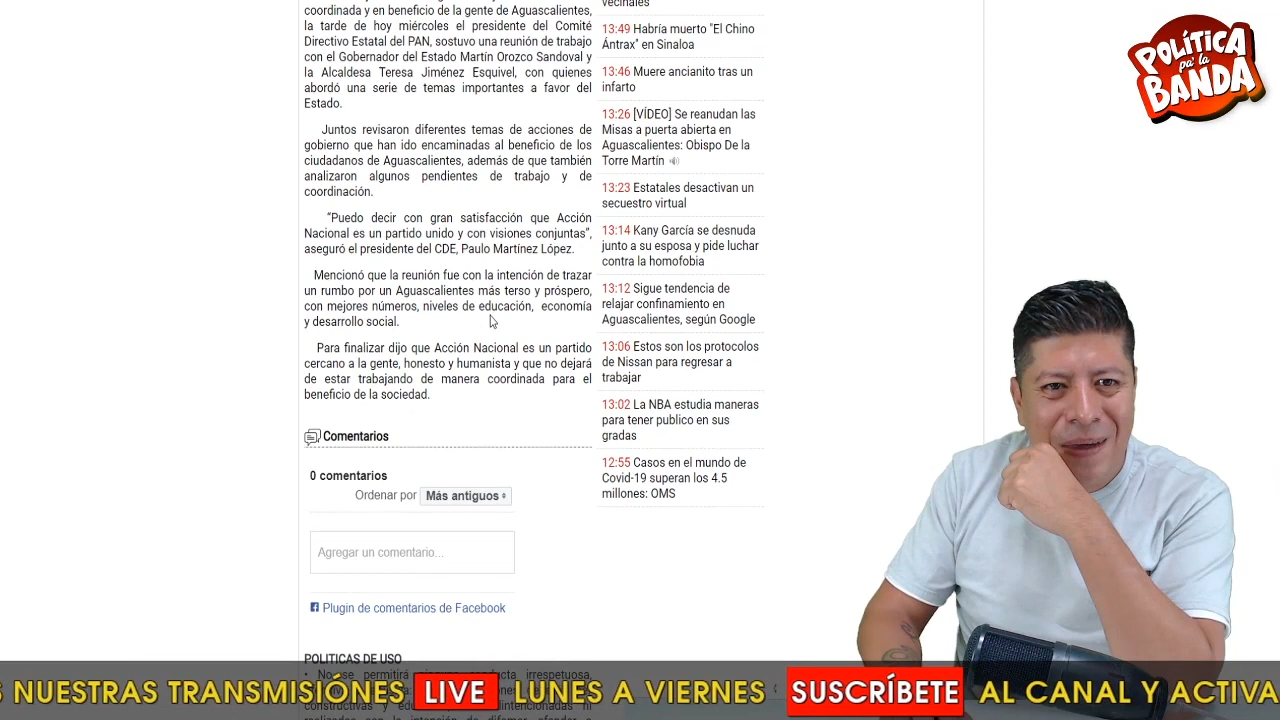 coordinada y en beneficio de la gente de Aguascalientes,
la tarde de hoy miércoles el presidente del Comité
Directivo Estatal del PAN, sostuvo una reunión de trabajo
con el Gobernador del Estado Martín Orozco Sandoval y
la Alcaldesa Teresa Jiménez Esquivel, con quienes
abordó una serie de temas importantes a favor del
Estado.
Juntos revisaron diferentes temas de acciones de
gobierno que han ido encaminadas al beneficio de los
ciudadanos de Aguascalientes, además de que también
analizaron algunos pendientes de trabajo y de
coordinación.
“Puedo decir con gran satisfacción que Acción
Nacional es un partido unido y con visiones conjuntas”,
aseguró el presidente del CDE, Paulo Martínez López.
Mencionó que la reunión fue con la intención de trazar
un rumbo por un Aguascalientes más terso y próspero,
con mejores números, niveles de educación, economía
y desarrollo social.
Para finalizar dijo que Acción Nacional es un partido
cercano a la gente, honesto y humanista y que no dejará
de estar trabajando de manera coordinada para el
beneficio de la sociedad.
Comentarios
0 comentarios
Ordenar por Más antiguos
Agregar un comentario...
Plugin de comentarios de Facebook
POLITICAS DE USO
vecinales
13:49 Habría muerto "El Chino
Ántrax" en Sinaloa
13:46 Muere ancianito tras un
infarto
13:26 [VÍDEO] Se reanudan las
Misas a puerta abierta en
Aguascalientes: Obispo De la
Torre Martín
13:23 Estatales desactivan un
secuestro virtual
13:14 Kany García se desnuda
junto a su esposa y pide luchar
contra la homofobia
13:12 Sigue tendencia de
relajar confinamiento en
Aguascalientes, según Google
13:06 Estos son los protocolos
de Nissan para regresar a
trabajar
13:02 La NBA estudia maneras
para tener publico en sus
gradas
12:55 Casos en el mundo de
Covid-19 superan los 4.5
millones: OMS
POLÍTICA
pa' la
BANDA
S NUESTRAS TRANSMISIÓNES LIVE LUNES A VIERNES SUSCRÍBETE AL CANAL Y ACTIVA